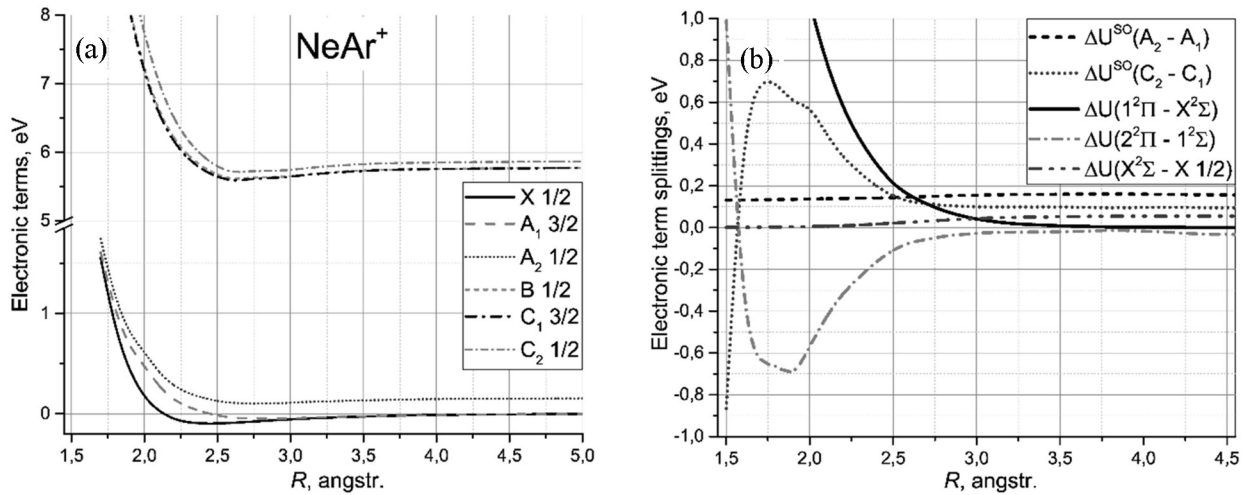 (a)
NeAr⁺
Electronic terms, eV
8
7
6
5
1
0
X 1/2
A₁ 3/2
A₂ 1/2
B 1/2
C₁ 3/2
C₂ 1/2
1,5 2,0 2,5 3,0 3,5 4,0 4,5 5,0
R, angstr.
(b)
Electronic term splittings, eV
1,0
0,8
0,6
0,4
0,2
0,0
-0,2
-0,4
-0,6
-0,8
-1,0
ΔU^SO(A₂ - A₁)
ΔU^SO(C₂ - C₁)
ΔU(1²Π - X²Σ)
ΔU(2²Π - 1²Σ)
ΔU(X²Σ - X 1/2)
1,5 2,0 2,5 3,0 3,5 4,0 4,5
R, angstr.